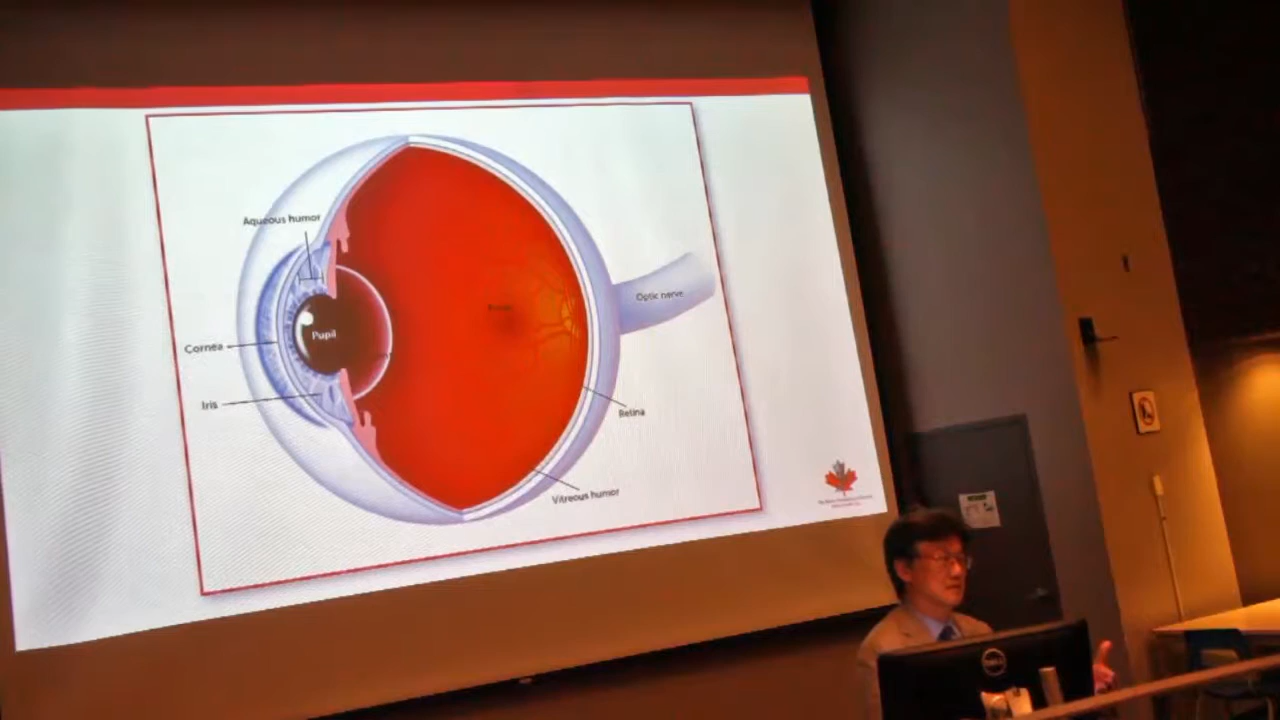 Aqueous humor
Pupil
Cornea
Iris
Optic nerve
Retina
Vitreous humor
DELL